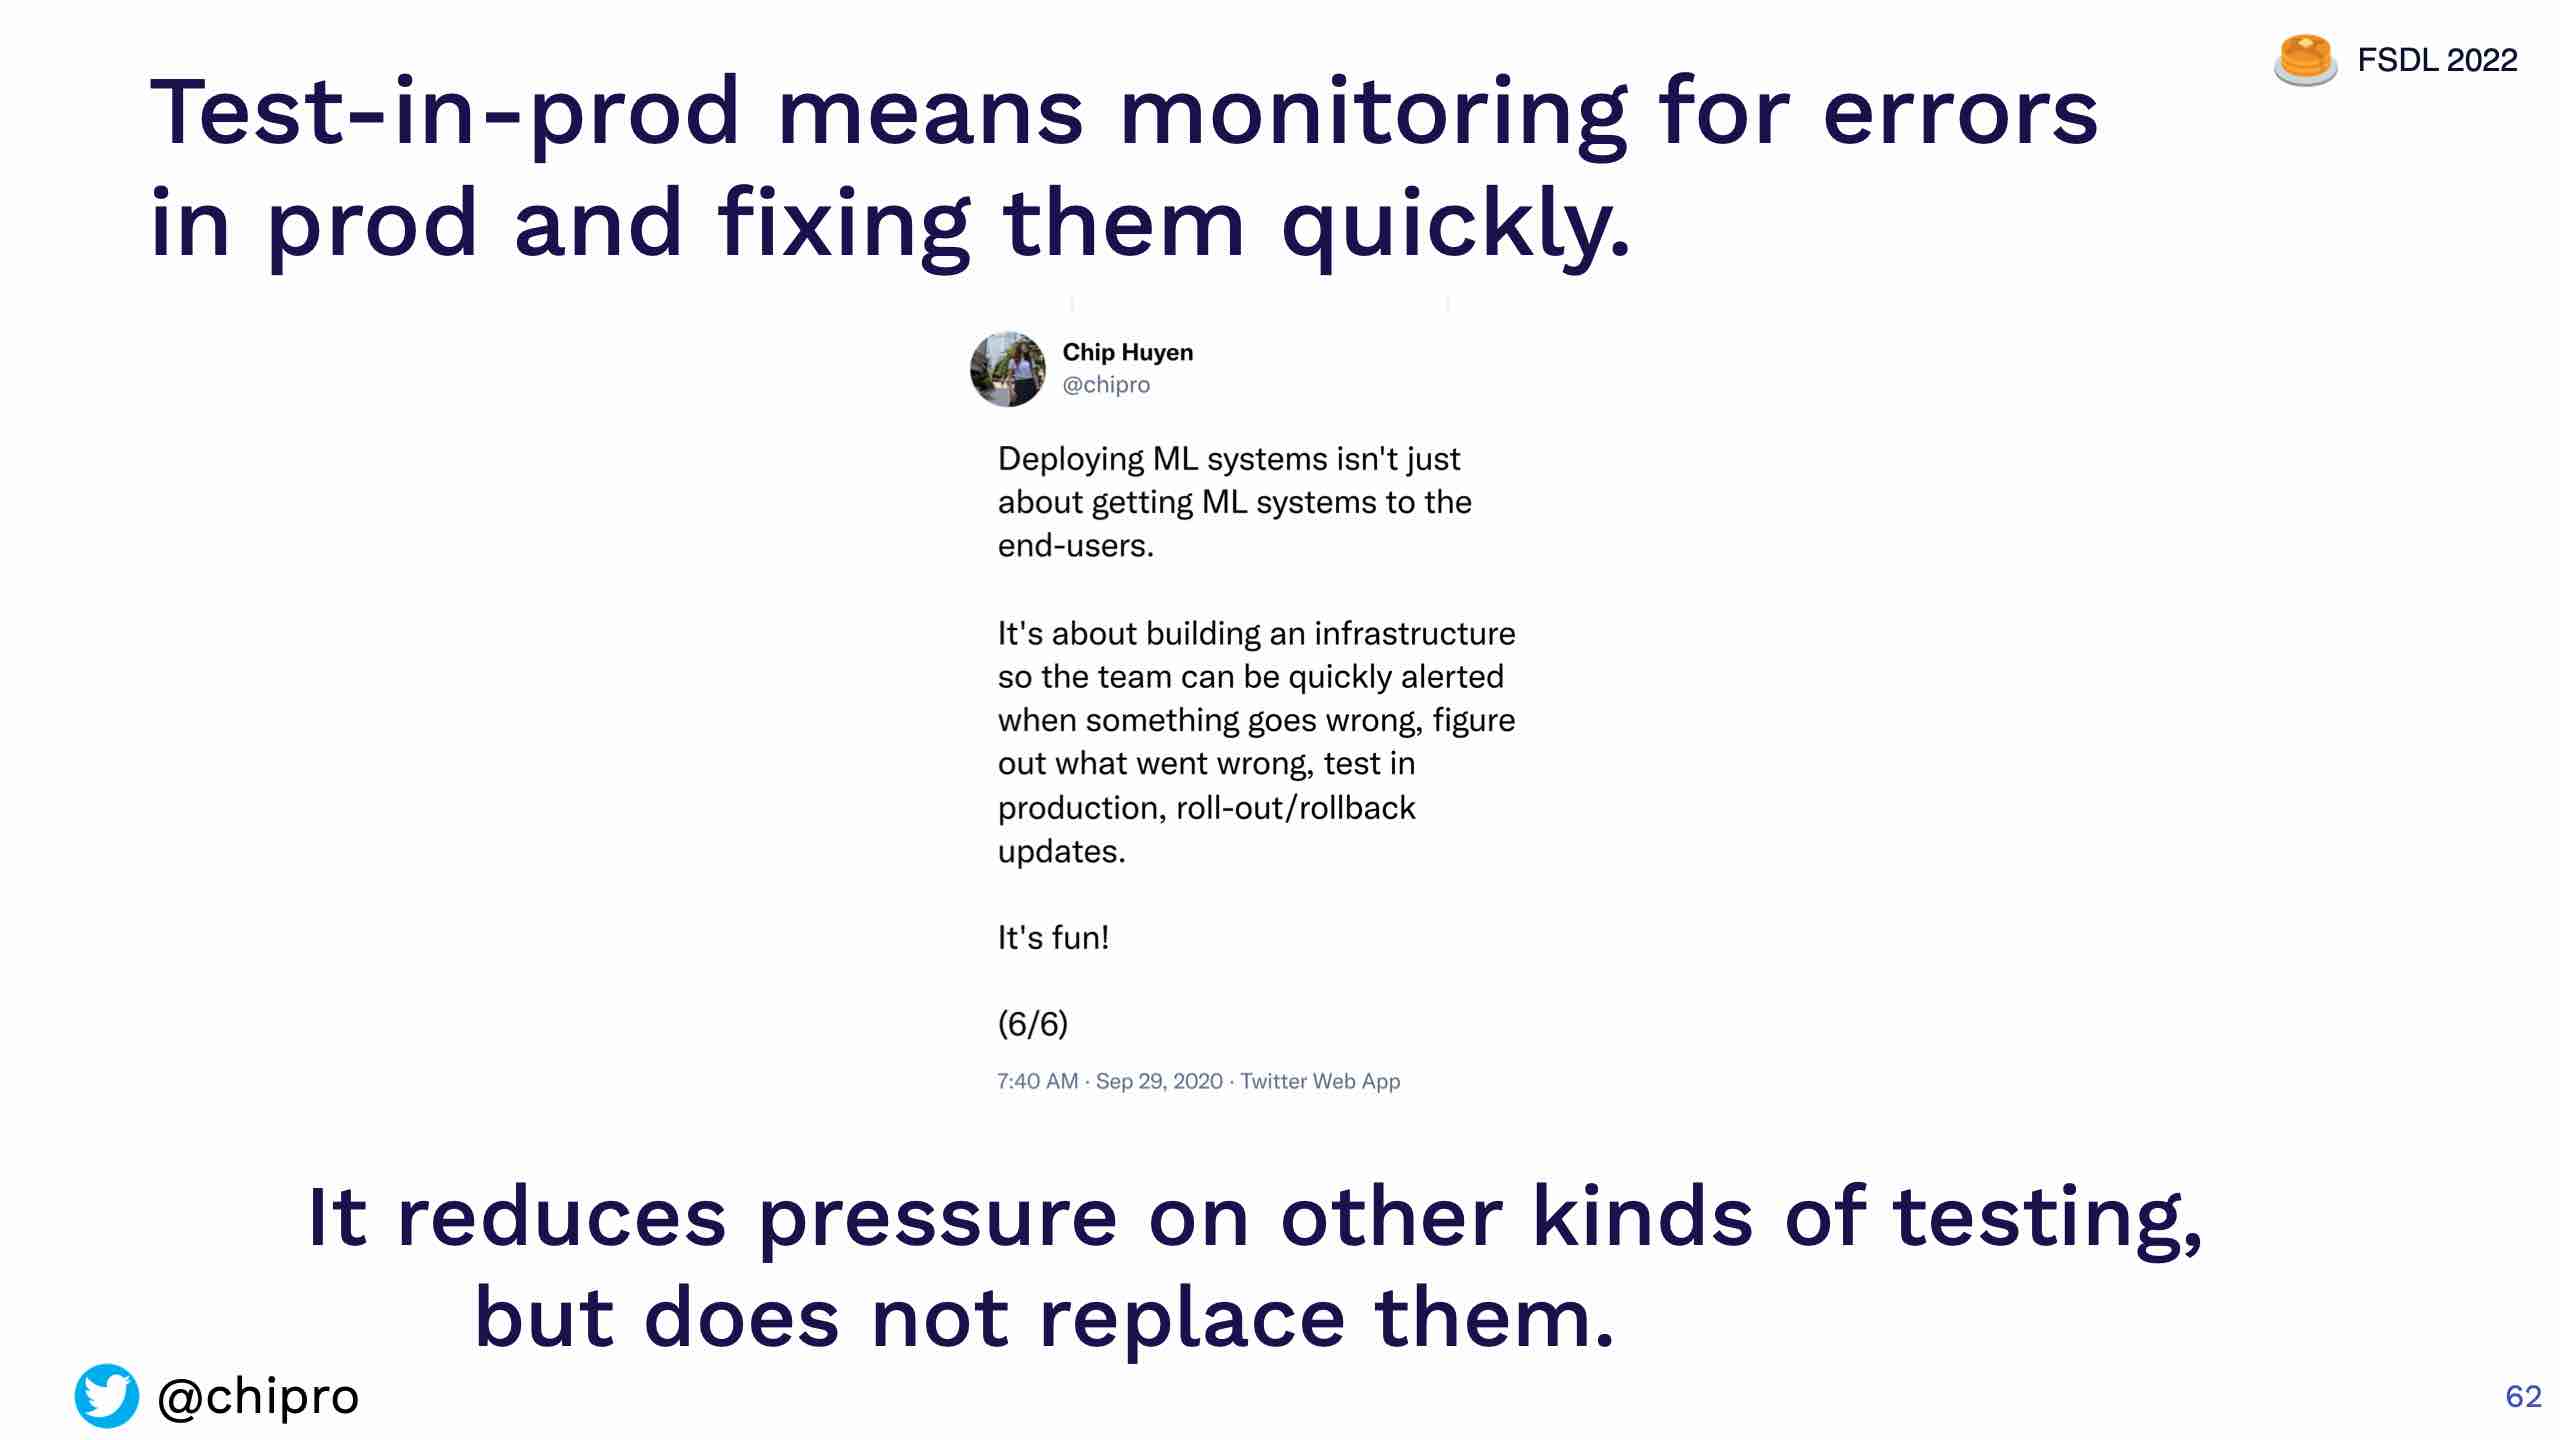 FSDL 2022
Test-in-prod means monitoring for errors
in prod and fixing them quickly.
Chip Huyen
@chipro
Deploying ML systems isn't just
about getting ML systems to the
end-users.
It's about building an infrastructure
so the team can be quickly alerted
when something goes wrong, figure
out what went wrong, test in
production, roll-out/rollback
updates.
It's fun!
(6/6)
7:40 AM · Sep 29, 2020 · Twitter Web App
It reduces pressure on other kinds of testing,
but does not replace them.
@chipro
62